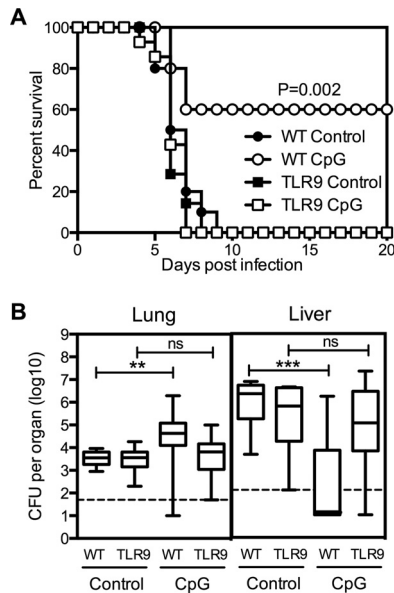 A
Percent survival
100
80
60
40
20
0
P=0.002
WT Control
WT CpG
TLR9 Control
TLR9 CpG
0 5 10 15 20
Days post infection
B
Lung Liver
CFU per organ (log10)
9
8
7
6
5
4
3
2
1
0
ns ns
** ***
WT TLR9 WT TLR9 WT TLR9 WT TLR9
Control CpG Control CpG